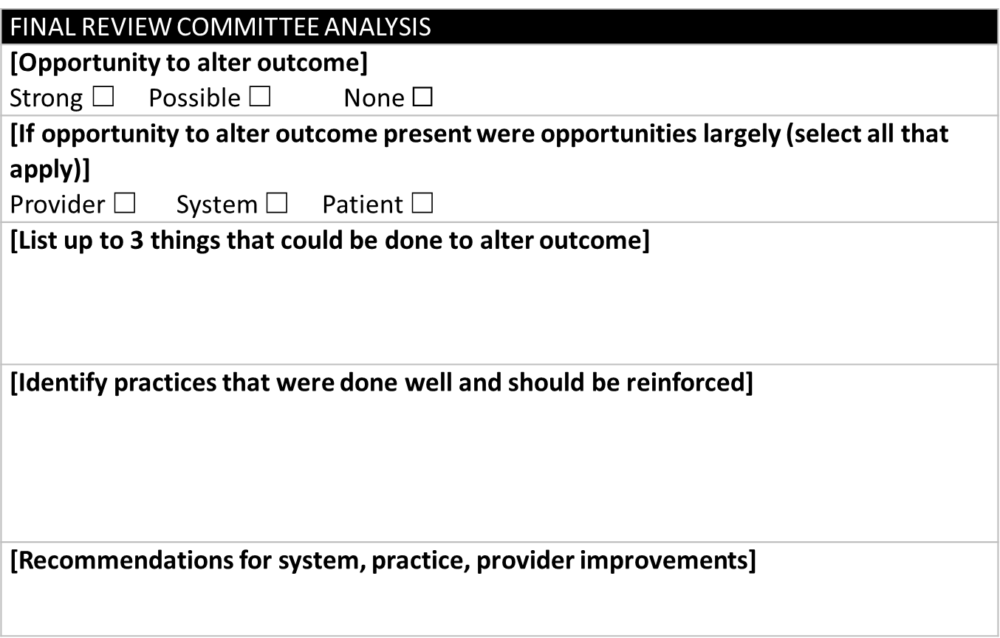 FINAL REVIEW COMMITTEE ANALYSIS
[Opportunity to alter outcome]
Strong ☐ Possible ☐ None ☐
[If opportunity to alter outcome present were opportunities largely (select all that
apply)]
Provider ☐ System ☐ Patient ☐
[List up to 3 things that could be done to alter outcome]
[Identify practices that were done well and should be reinforced]
[Recommendations for system, practice, provider improvements]